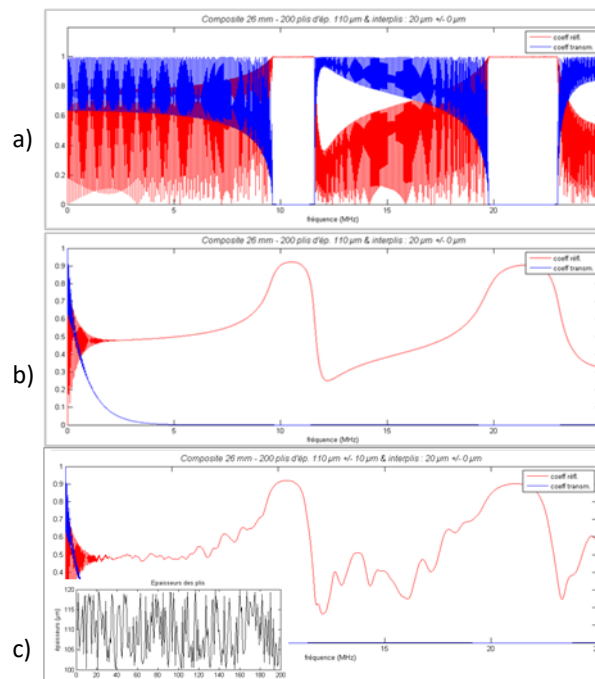 Composite 26 mm - 200 plis d'ép. 110 µm & interplis : 20 µm +/- 0 µm
coeff réfl.
coeff transm.
1
0.8
0.6
0.4
0.2
0
a)
0
5
10
15
20
fréquence (MHz)
Composite 26 mm - 200 plis d'ép. 110 µm & interplis : 20 µm +/- 0 µm
coeff réfl.
coeff transm.
1
0.9
0.8
0.7
0.6
0.5
0.4
0.3
0.2
0.1
0
b)
0
5
10
15
20
25
fréquence (MHz)
Composite 26 mm - 200 plis d'ép. 110 µm +/- 10 µm & interplis : 20 µm +/- 0 µm
coeff réfl.
coeff transm.
1
0.9
0.8
0.7
0.6
0.5
0.4
Epaisseurs des plis
120
115
110
105
100
épaisseurs (µm)
c)
0 20 40 60 80 100 120 140 160 180 200
15
20
fréquence (MHz)